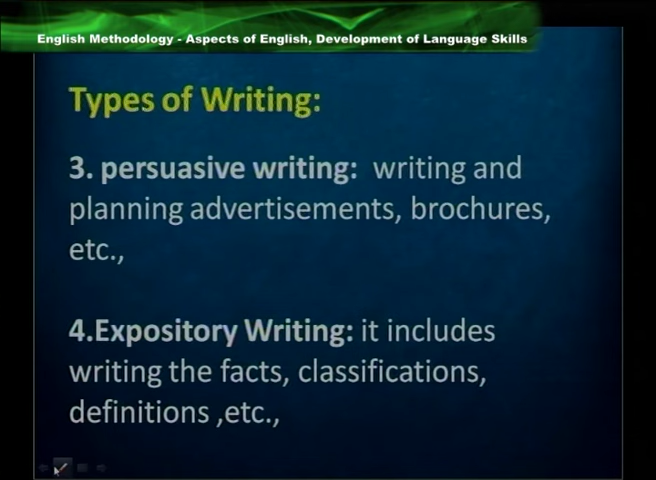 English Methodology - Aspects of English, Development of Language Skills
Types of Writing:
3. persuasive writing:  writing and
planning advertisements, brochures,
etc.,
4.Expository Writing: it includes
writing the facts, classifications,
definitions ,etc.,